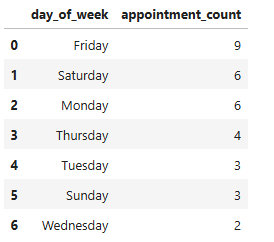 day_of_week appointment_count
0 Friday 9
1 Saturday 6
2 Monday 6
3 Thursday 4
4 Tuesday 3
5 Sunday 3
6 Wednesday 2